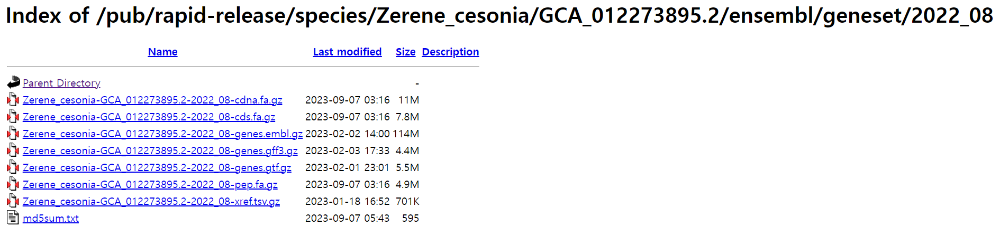 Index of /pub/rapid-release/species/Zerene_cesonia/GCA_012273895.2/ensembl/geneset/2022_08
Name Last modified Size Description
Parent Directory -
Zerene_cesonia-GCA_012273895.2-2022_08-cdna.fa.gz 2023-09-07 03:16 11M
Zerene_cesonia-GCA_012273895.2-2022_08-cds.fa.gz 2023-09-07 03:16 7.8M
Zerene_cesonia-GCA_012273895.2-2022_08-genes.embl.gz 2023-02-02 14:00 114M
Zerene_cesonia-GCA_012273895.2-2022_08-genes.gff3.gz 2023-02-03 17:33 4.4M
Zerene_cesonia-GCA_012273895.2-2022_08-genes.gtf.gz 2023-02-01 23:01 5.5M
Zerene_cesonia-GCA_012273895.2-2022_08-pep.fa.gz 2023-09-07 03:16 4.9M
Zerene_cesonia-GCA_012273895.2-2022_08-xref.tsv.gz 2023-01-18 16:52 701K
md5sum.txt 2023-09-07 05:43 595